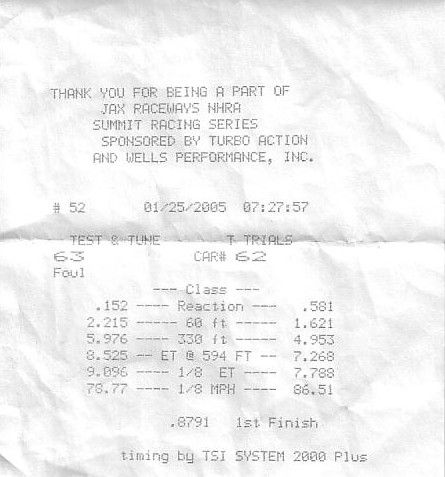 THANK YOU FOR BEING A PART OF
JAX RACEWAYS NHRA
SUMMIT RACING SERIES
SPONSORED BY TURBO ACTION
AND WELLS PERFORMANCE, INC.
# 52 01/25/2005 07:27:57
TEST & TUNE T TRIALS
63 CAR# 62
Foul
--- Class ---
.152 ---- Reaction --- .581
2.215 ----- 60 ft ---- 1.621
5.976 ---- 330 ft ---- 4.953
8.525 -- ET @ 594 FT -- 7.268
9.096 ---- 1/8 ET ---- 7.788
78.77 ---- 1/8 MPH ---- 86.51
.8791 1st Finish
timing by TSI SYSTEM 2000 Plus